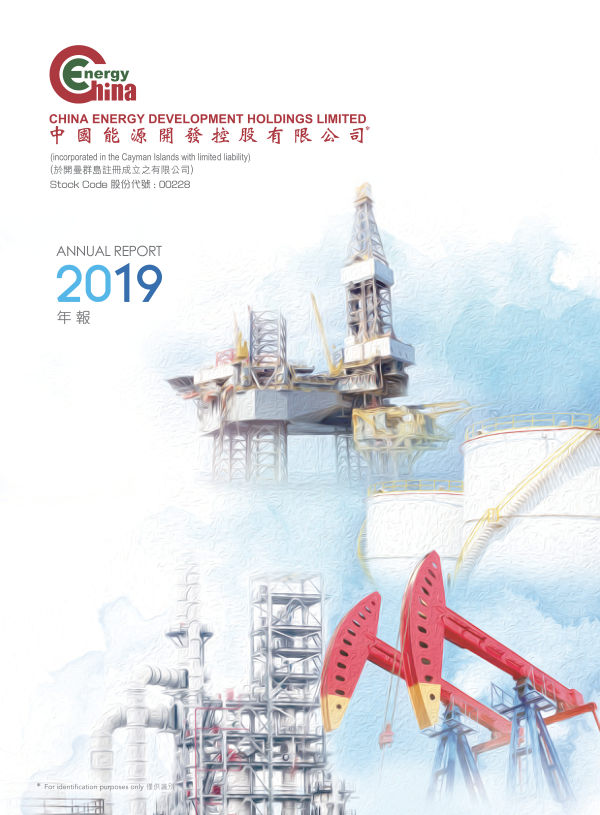 Energy
China
CHINA ENERGY DEVELOPMENT HOLDINGS LIMITED
中國能源開發控股有限公司*
(incorporated in the Cayman Islands with limited liability)
(於開曼群島註冊成立之有限公司)
Stock Code 股份代號 : 00228
ANNUAL REPORT
2019
年報
* For identification purposes only 僅供識別